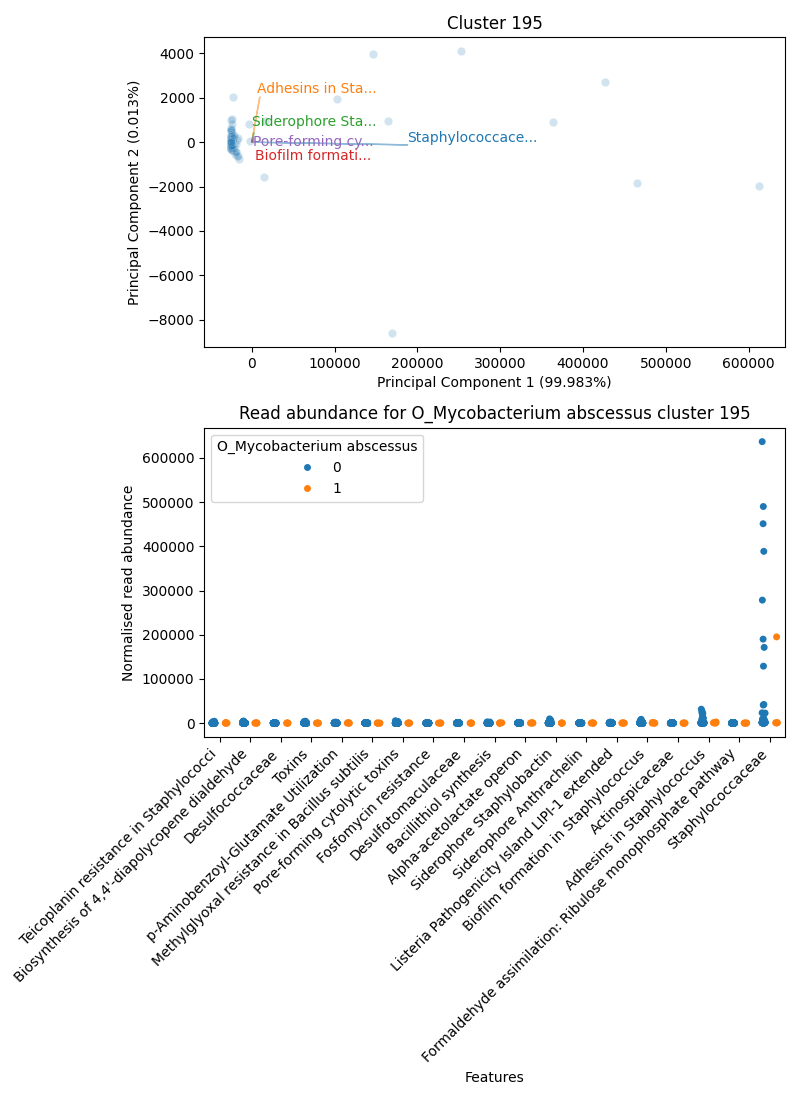 Cluster 195
4000
2000
0
−2000
−4000
−6000
−8000
Principal Component 2 (0.013%)
Adhesins in Sta...
Siderophore Sta...
Pore-forming cy...
Staphylococcace...
Biofilm formati...
0
100000
200000
300000
400000
500000
600000
Principal Component 1 (99.983%)
Read abundance for O_Mycobacterium abscessus cluster 195
O_Mycobacterium abscessus
0
1
600000
500000
400000
300000
200000
100000
0
Normalised read abundance
Teicoplanin resistance in Staphylococci
Biosynthesis of 4,4'-diapolycopene dialdehyde
Desulfococcaceae
Toxins
p-Aminobenzoyl-Glutamate Utilization
Methylglyoxal resistance in Bacillus subtilis
Pore-forming cytolytic toxins
Fosfomycin resistance
Desulfotomaculaceae
Bacillithiol synthesis
Alpha-acetolactate operon
Siderophore Staphylobactin
Siderophore Anthrachelin
Listeria Pathogenicity Island LIPI-1 extended
Biofilm formation in Staphylococcus
Actinospicaceae
Adhesins in Staphylococcus
Formaldehyde assimilation: Ribulose monophosphate pathway
Staphylococcaceae
Features